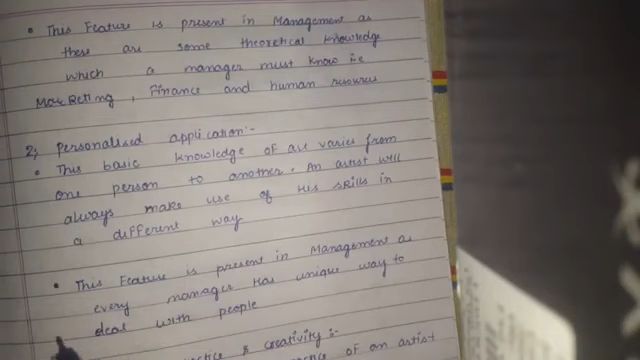 • This Feature is present in Management as
these are some theoretical knowledge
which a manager must know i.e
Marketing, Finance and human resources
2; Personalised application:-
• This basic knowledge of art varies from
one person to another. An artist will
always make use of His skills in
a different way
• This Feature is present in Management as
every manager Has unique way to
deal with people
& creativity:-
of an artist